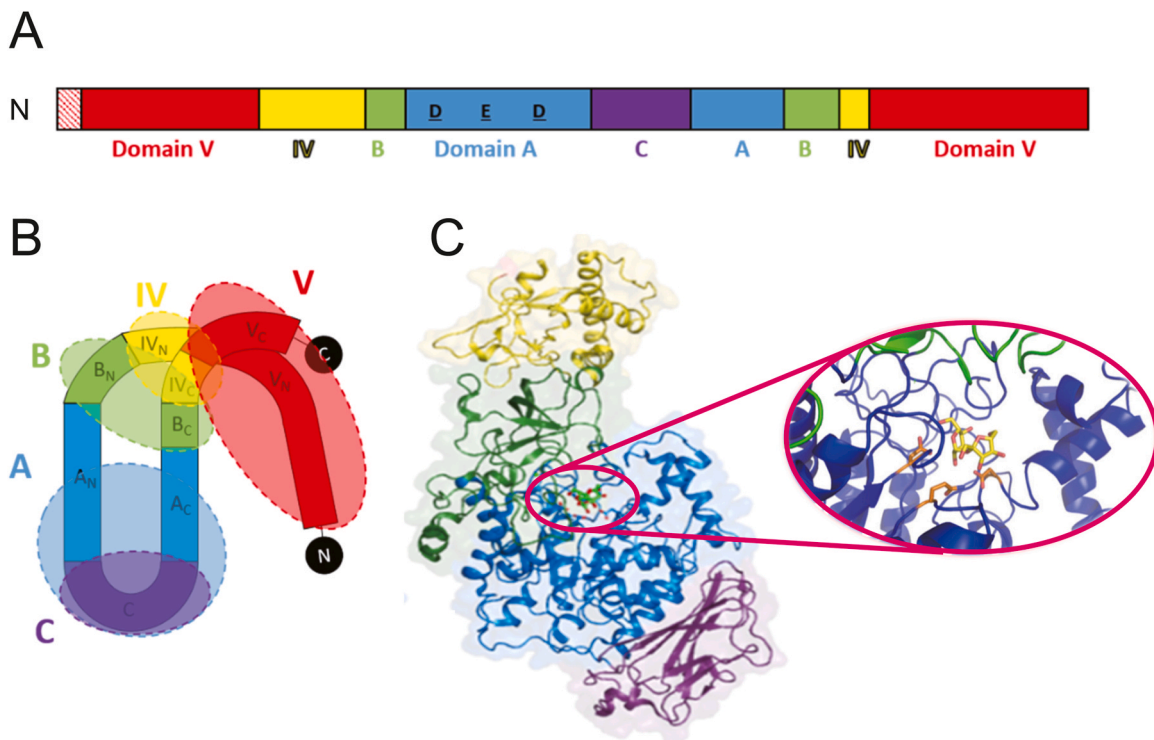 A
N
D E D
Domain V IV B Domain A C A B IV Domain V
B
C
V
IV
B
A
C
IV_N
V_C
C
B_N
IV_C
V_N
B_C
A_N
A_C
N
C